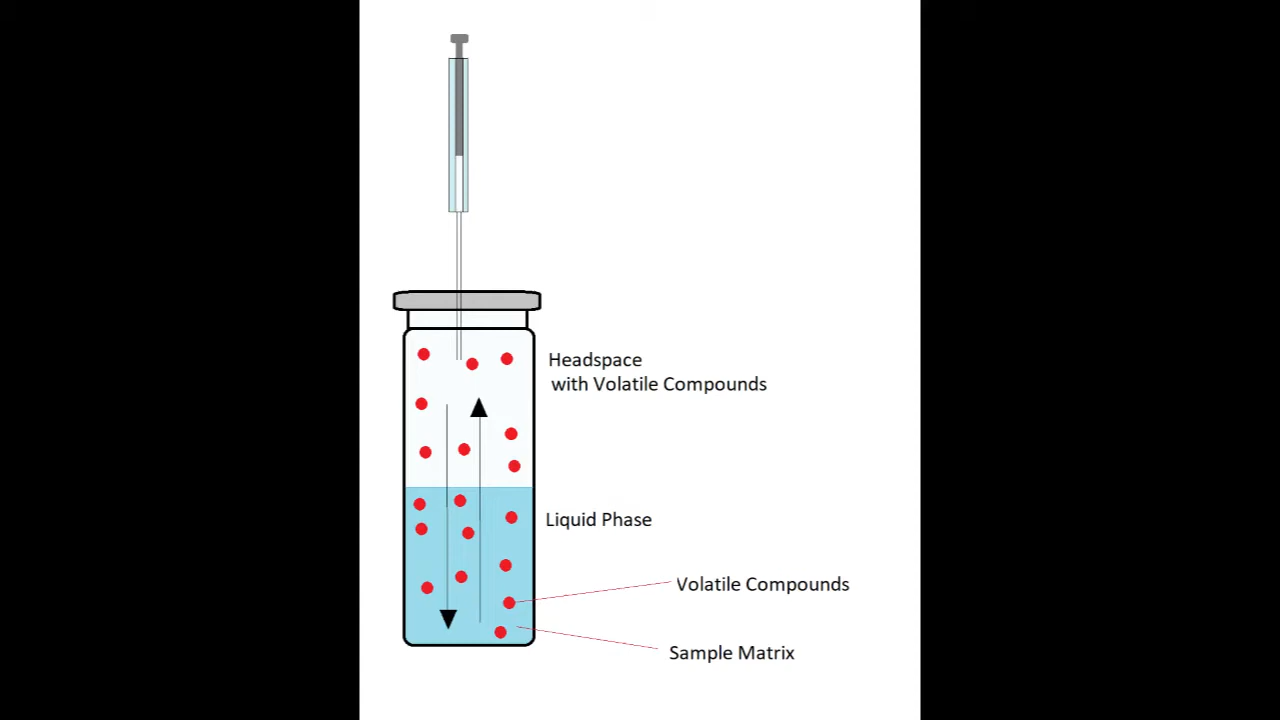 Headspace
with Volatile Compounds
Liquid Phase
Volatile Compounds
Sample Matrix